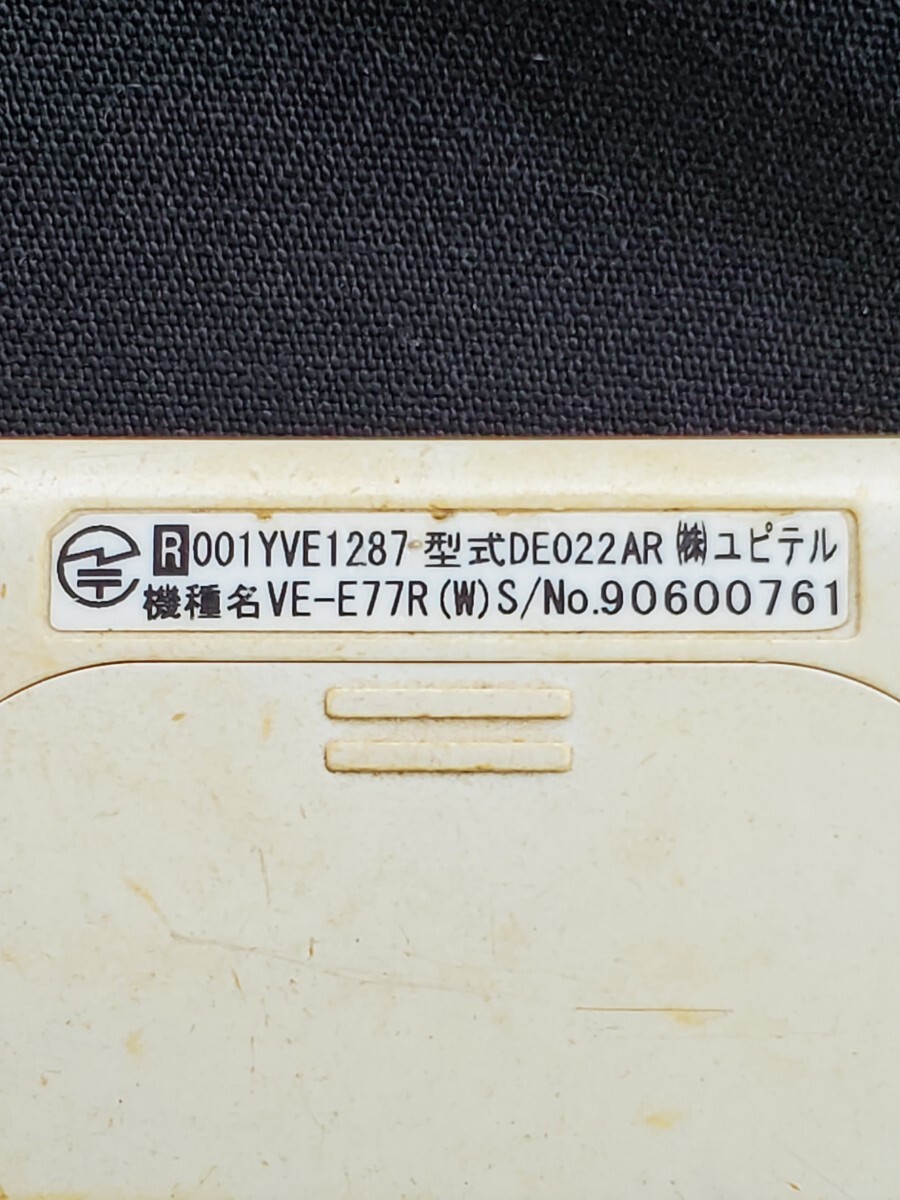 R001YVE1287 型式DE022AR ㈱ユピテル
機種名VE-E77R(W)S/No.90600761